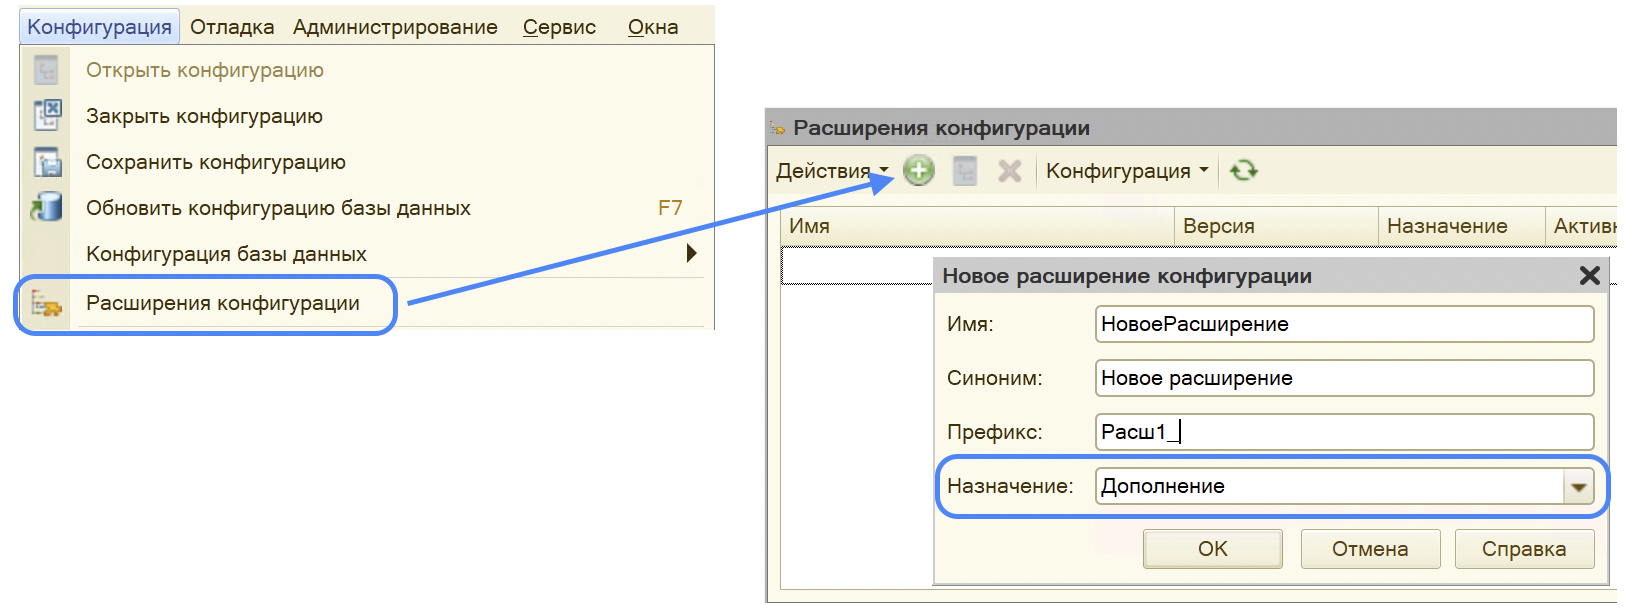 Конфигурация Отладка Администрирование Сервис Окна
Открыть конфигурацию
Закрыть конфигурацию
Сохранить конфигурацию
Обновить конфигурацию базы данных F7
Конфигурация базы данных
Расширения конфигурации
Расширения конфигурации
Действия Конфигурация
Имя Версия Назначение Активн
Новое расширение конфигурации
Имя: НовоеРасширение
Синоним: Новое расширение
Префикс: Расш1_
Назначение: Дополнение
ОК Отмена Справка